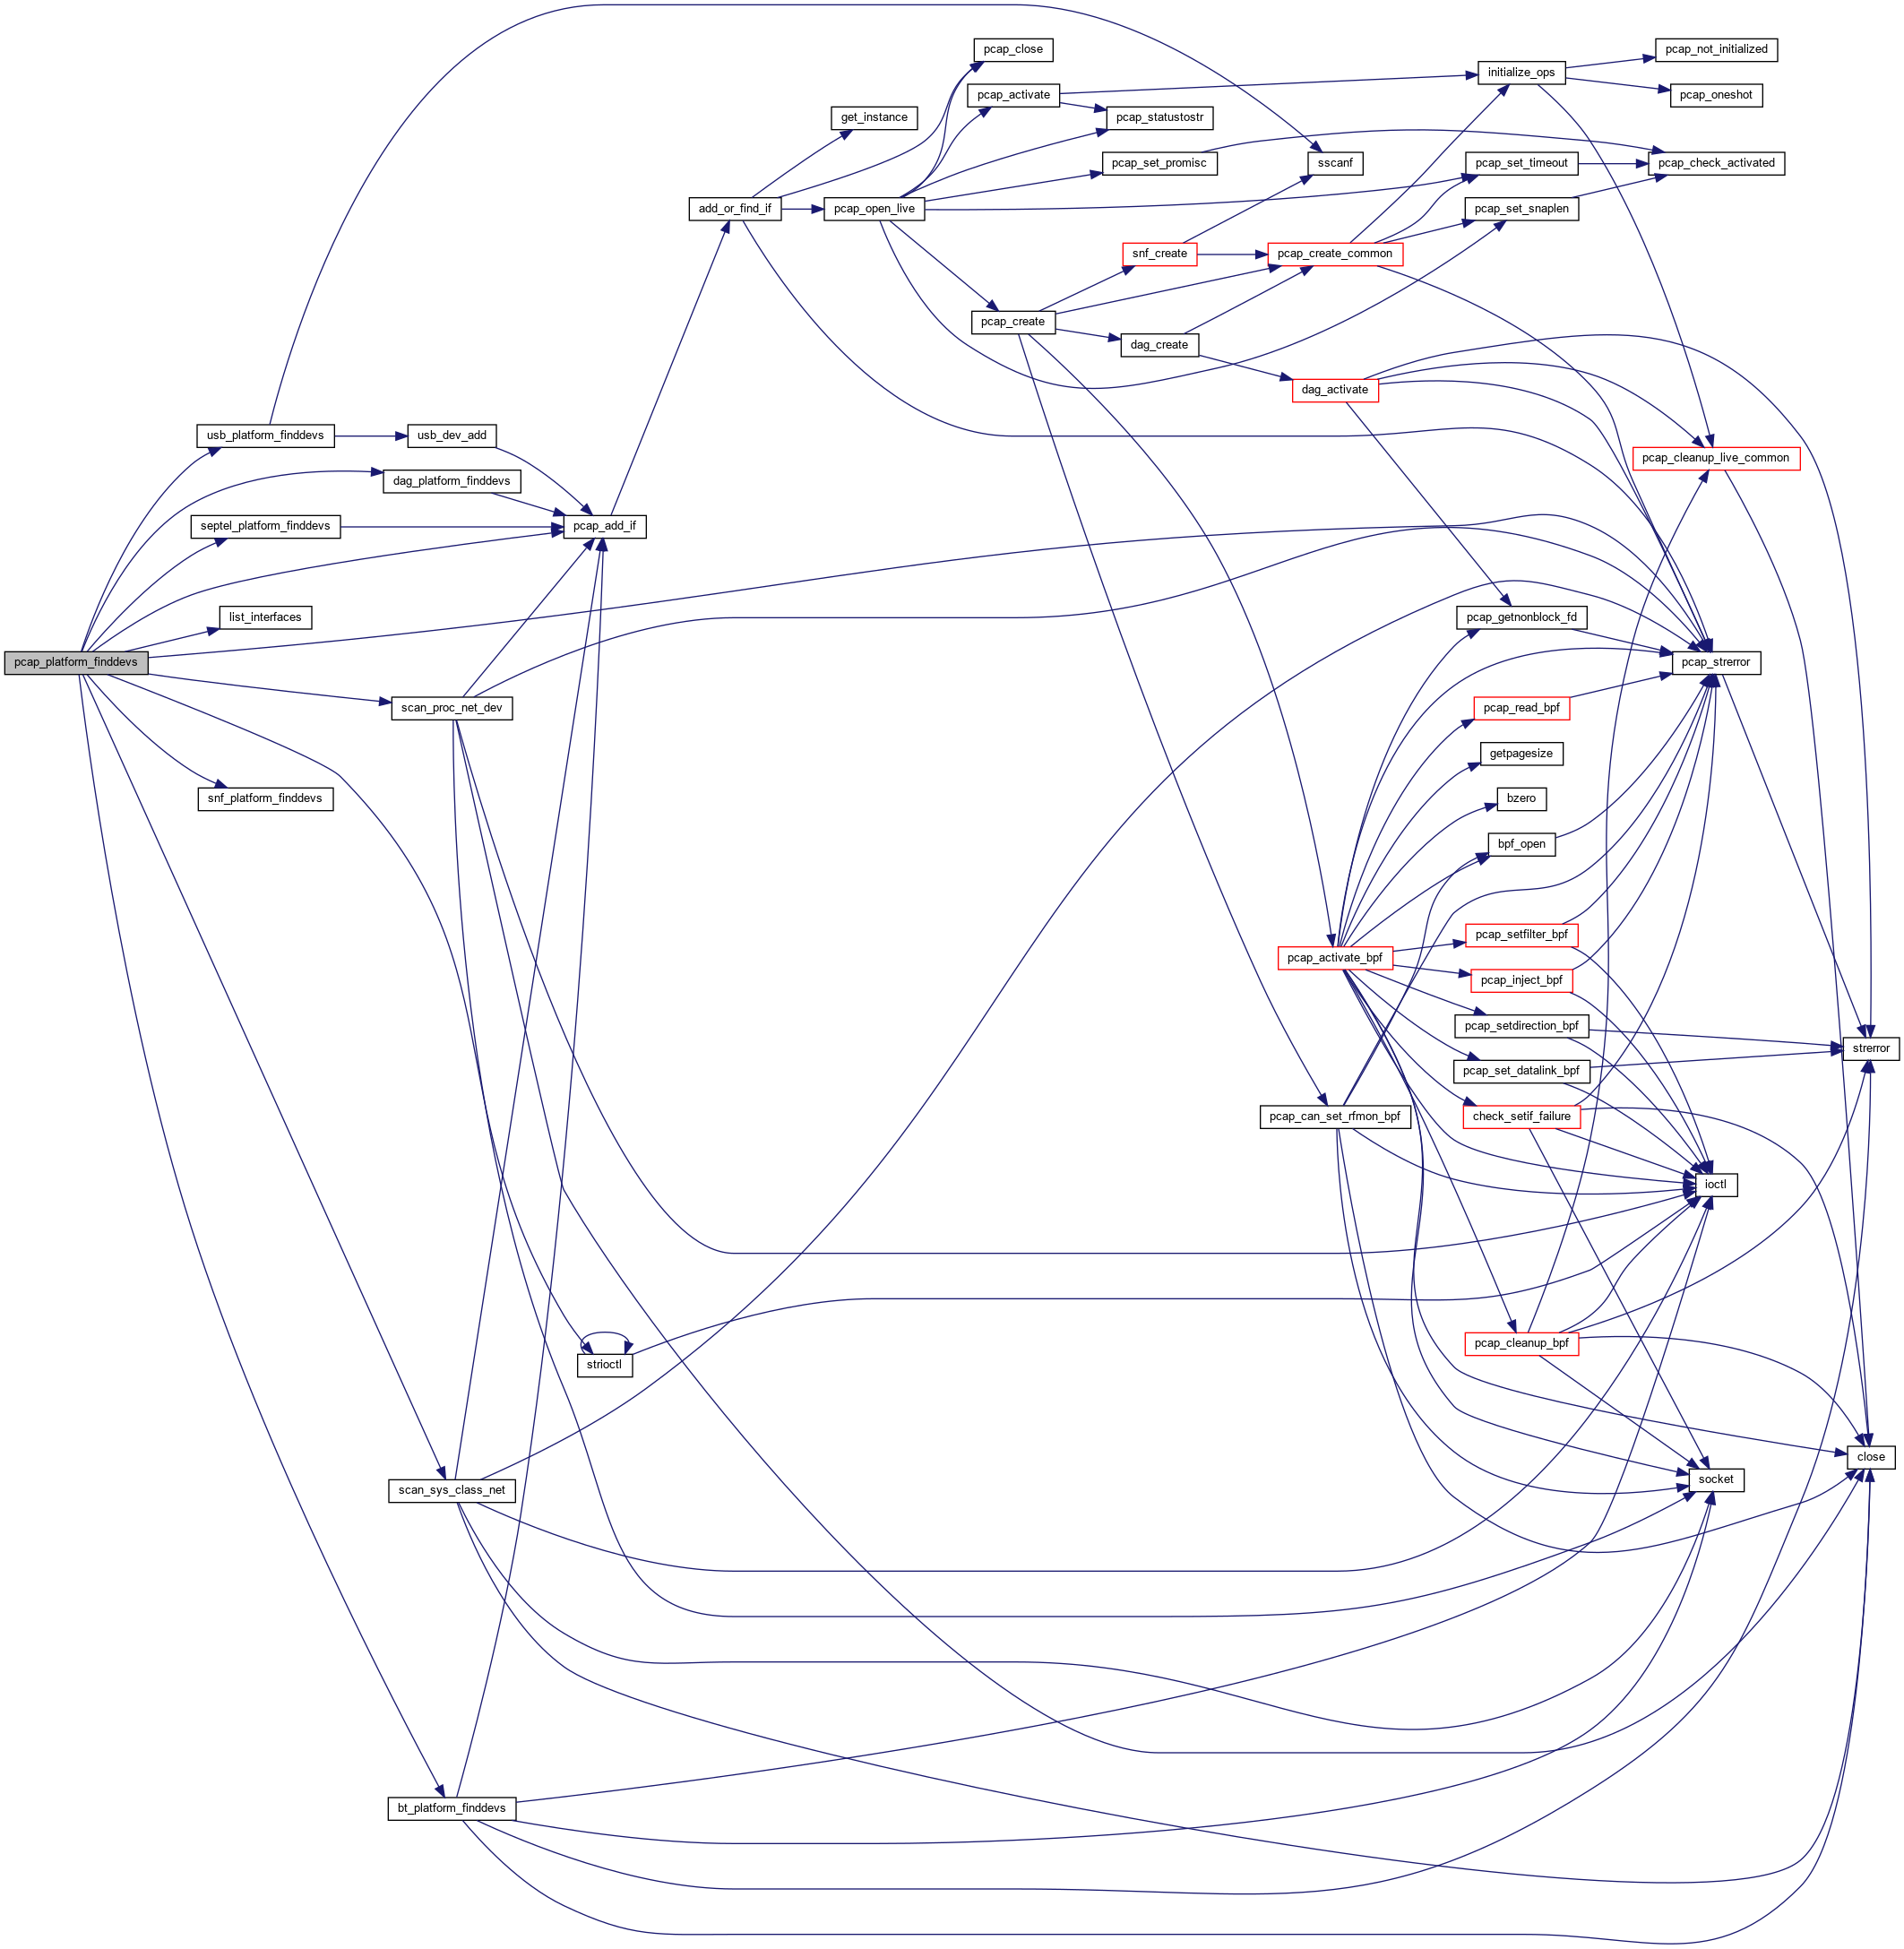 pcap_close
pcap_not_initialized
initialize_ops
pcap_activate
pcap_oneshot
get_instance
pcap_statustostr
pcap_set_promisc
sscanf
pcap_set_timeout
pcap_check_activated
add_or_find_if
pcap_open_live
pcap_set_snaplen
snf_create
pcap_create_common
pcap_create
dag_create
dag_activate
usb_platform_finddevs
usb_dev_add
pcap_cleanup_live_common
dag_platform_finddevs
septel_platform_finddevs
pcap_add_if
list_interfaces
pcap_getnonblock_fd
pcap_platform_finddevs
pcap_strerror
scan_proc_net_dev
pcap_read_bpf
getpagesize
snf_platform_finddevs
bzero
bpf_open
pcap_setfilter_bpf
pcap_activate_bpf
pcap_inject_bpf
pcap_setdirection_bpf
strerror
pcap_set_datalink_bpf
pcap_can_set_rfmon_bpf
check_setif_failure
ioctl
pcap_cleanup_bpf
strioctl
close
socket
scan_sys_class_net
bt_platform_finddevs